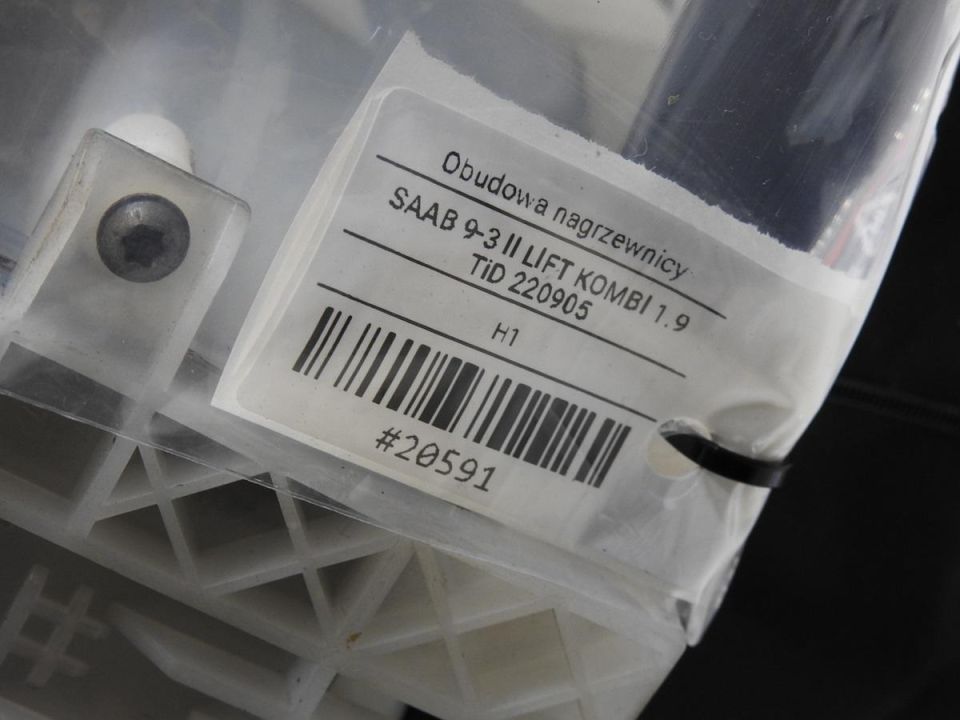 Obudowa nagrzewnicy
SAAB 9-3 II LIFT KOMBI 1.9
TiD 220905
H1
#20591